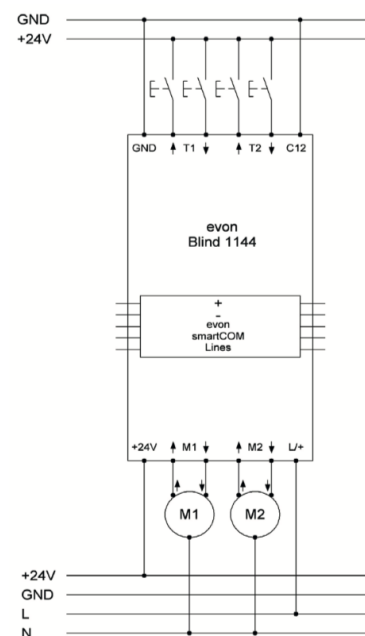 GND
+24V
GND ↑ T1 ↓ ↑ T2 ↓ C12
evon
Blind 1144
+
-
evon
smartCOM
Lines
+24V ↑ M1 ↓ ↑ M2 ↓ L/+
M1 M2
+24V
GND
L
N